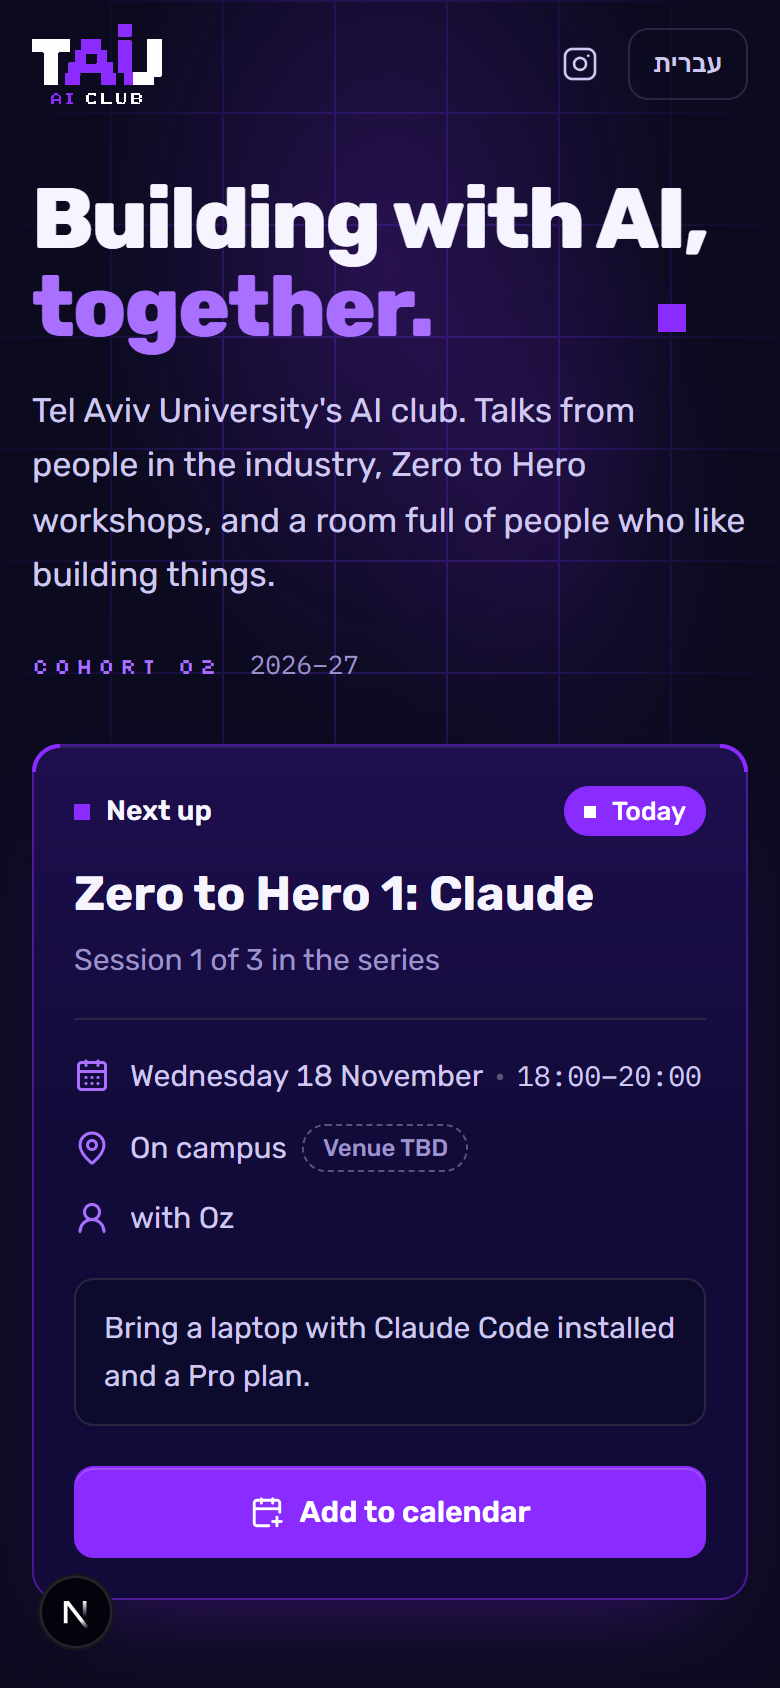 TAU
AI CLUB
עברית
Building with AI,
together.
Tel Aviv University's AI club. Talks from
people in the industry, Zero to Hero
workshops, and a room full of people who like
building things.
COHORT 02 2026–27
Next up
Today
Zero to Hero 1: Claude
Session 1 of 3 in the series
Wednesday 18 November • 18:00–20:00
On campus Venue TBD
with Oz
Bring a laptop with Claude Code installed
and a Pro plan.
Add to calendar
N